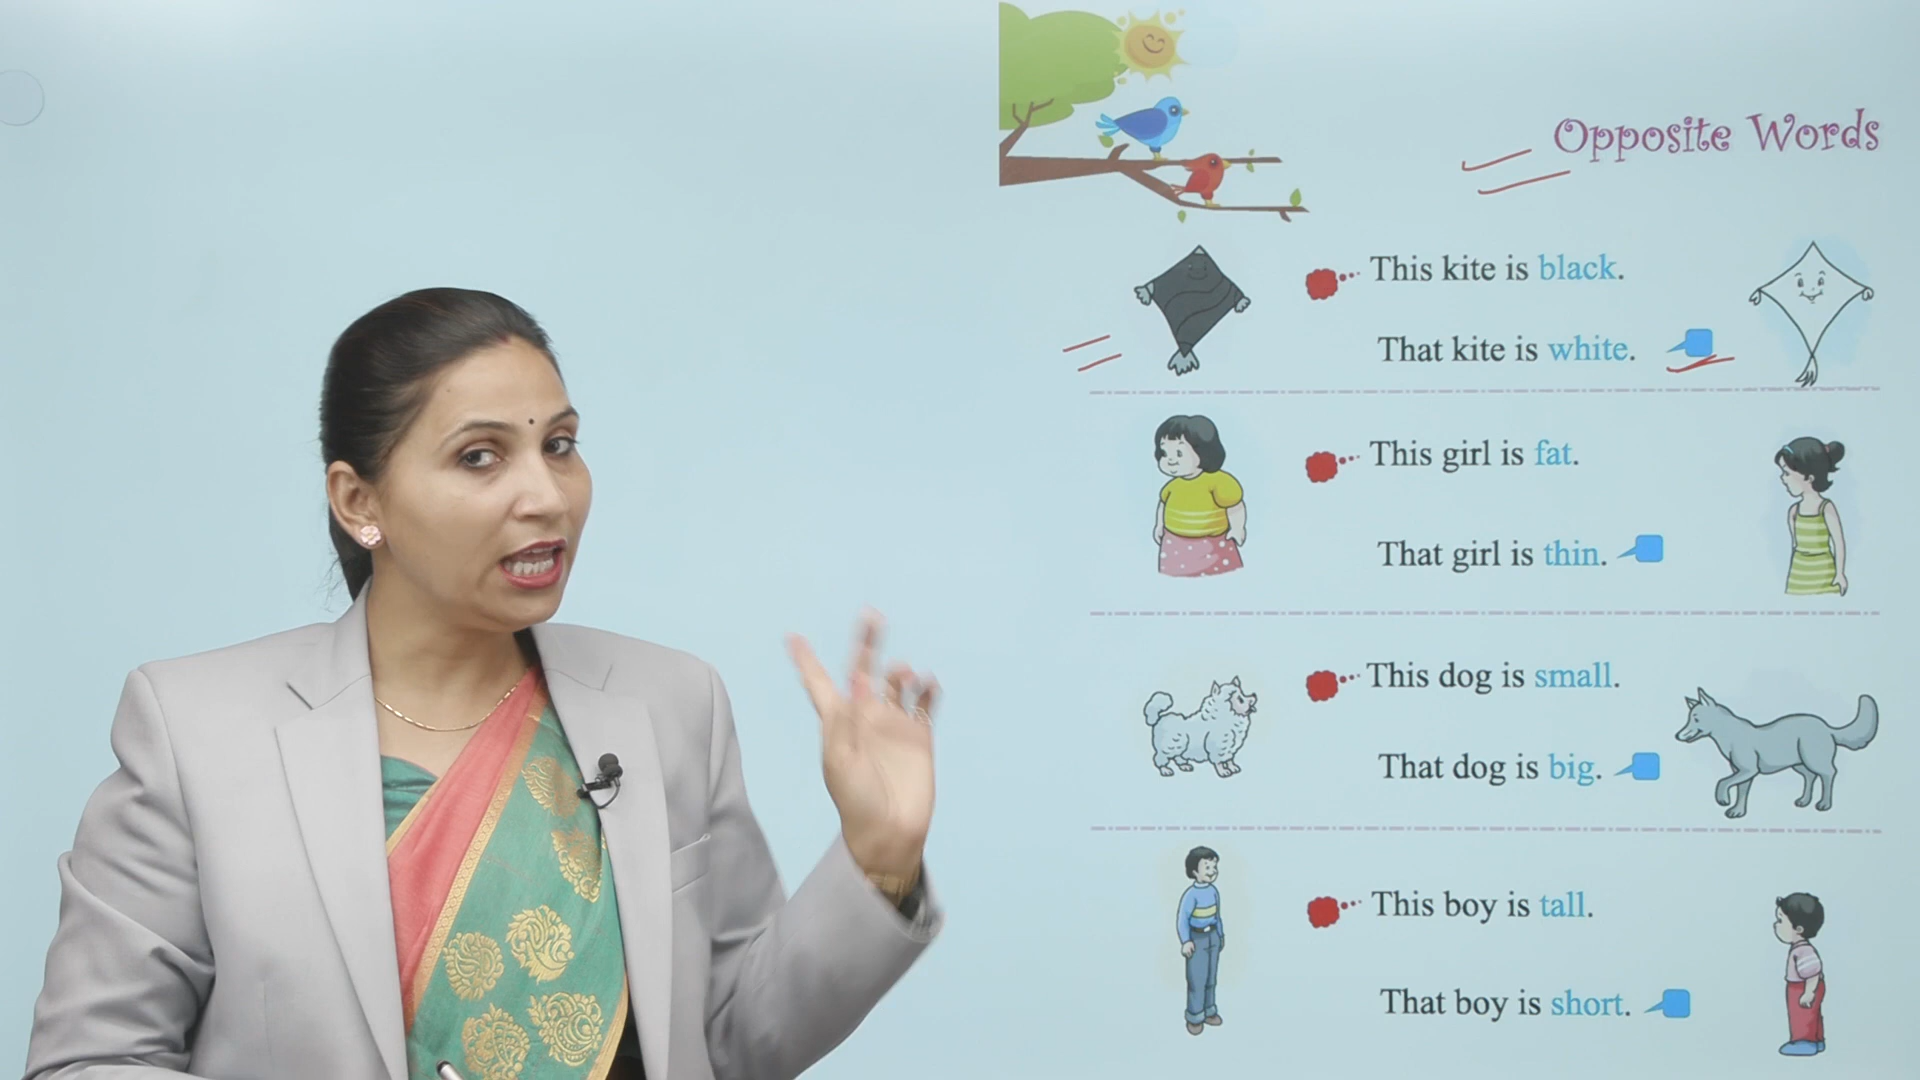 Opposite Words
This kite is black.
That kite is white.
This girl is fat.
That girl is thin.
This dog is small.
That dog is big.
This boy is tall.
That boy is short.